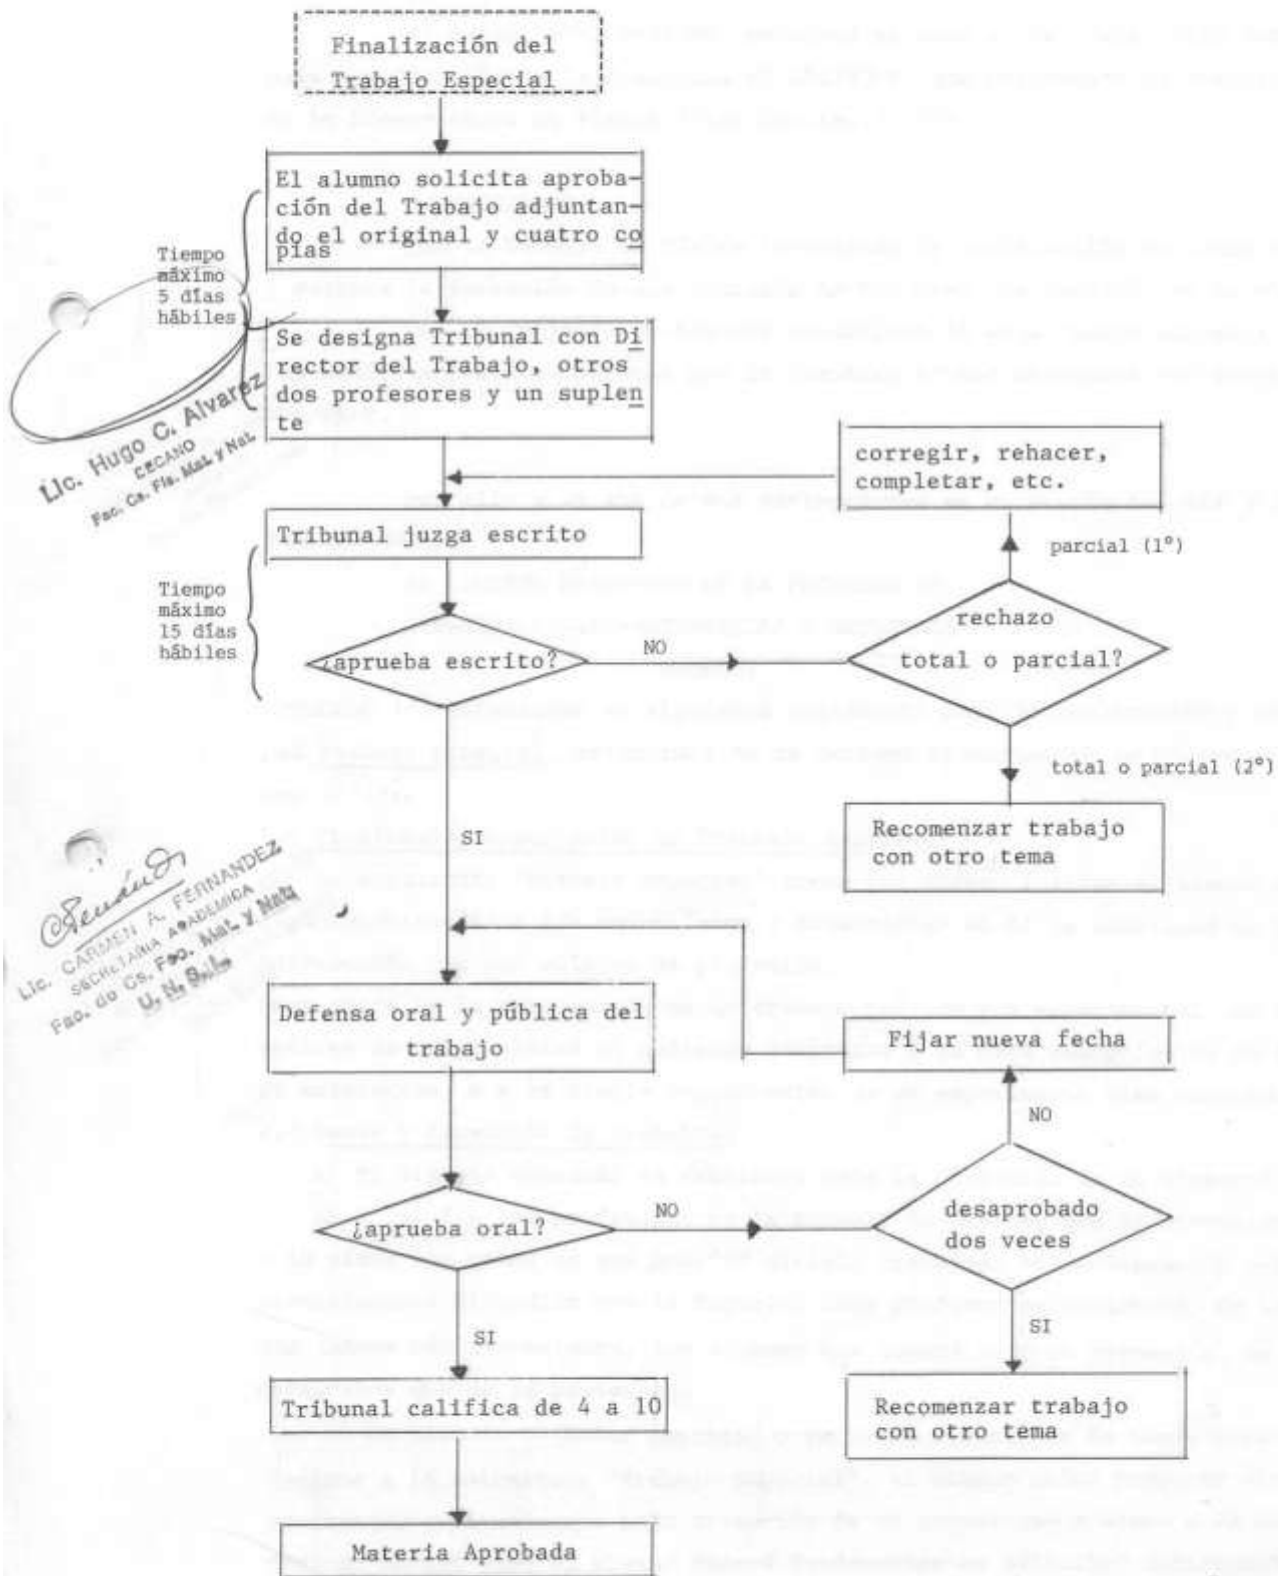 Finalización del
Trabajo Especial
El alumno solicita aproba-
ción del Trabajo adjuntan-
do el original y cuatro co
pias
Tiempo
máximo
5 días
hábiles
Se designa Tribunal con Di
rector del Trabajo, otros
dos profesores y un suplen
te
Lic. Hugo C. Alvarez
DECANO
Fac. Cs. Fis. Mat. y Nat.
corregir, rehacer,
completar, etc.
Tribunal juzga escrito
parcial (1º)
Tiempo
máximo
15 días
hábiles
¿aprueba escrito?
NO
rechazo
total o parcial?
total o parcial (2º)
Recomenzar trabajo
con otro tema
SI
Lic. CARMEN A. FERNANDEZ
SECRETARIA ACADEMICA
Fac. de Cs. Fco. Mat. y Nat.
U. N. S. L.
Defensa oral y pública del
trabajo
Fijar nueva fecha
NO
¿aprueba oral?
NO
desaprobado
dos veces
SI
SI
Tribunal califica de 4 a 10
Recomenzar trabajo
con otro tema
Materia Aprobada